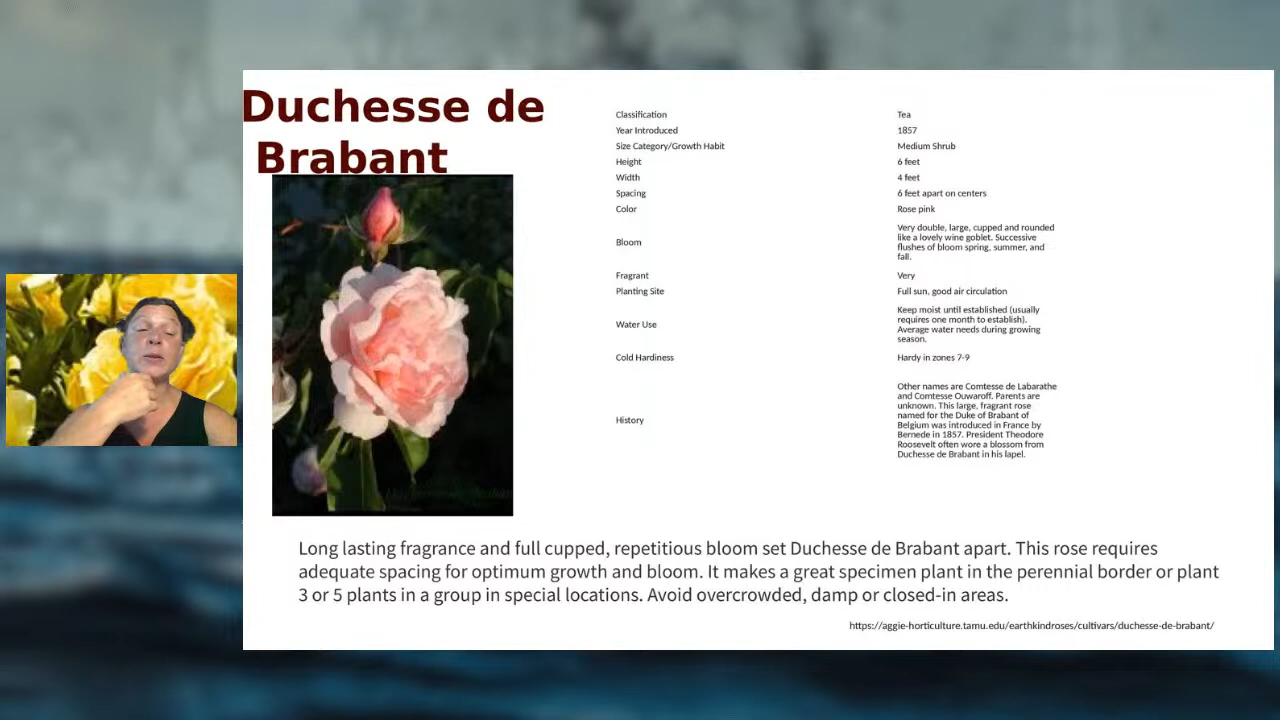 Duchesse de
Brabant
Classification Tea
Year Introduced 1857
Size Category/Growth Habit Medium Shrub
Height 6 feet
Width 4 feet
Spacing 6 feet apart on centers
Color Rose pink
Bloom
Very double, large, cupped and rounded
like a lovely wine goblet. Successive
flushes of bloom spring, summer, and
fall.
Fragrant Very
Planting Site Full sun, good air circulation
Water Use
Keep moist until established (usually
requires one month to establish).
Average water needs during growing
season.
Cold Hardiness Hardy in zones 7-9
History
Other names are Comtesse de Labarathe
and Comtesse Ouwaroff. Parents are
unknown. This large, fragrant rose
named for the Duke of Brabant of
Belgium was introduced in France by
Bernede in 1857. President Theodore
Roosevelt often wore a blossom from
Duchesse de Brabant in his lapel.
Long lasting fragrance and full cupped, repetitious bloom set Duchesse de Brabant apart. This rose requires
adequate spacing for optimum growth and bloom. It makes a great specimen plant in the perennial border or plant
3 or 5 plants in a group in special locations. Avoid overcrowded, damp or closed-in areas.
https://aggie-horticulture.tamu.edu/earthkindroses/cultivars/duchesse-de-brabant/